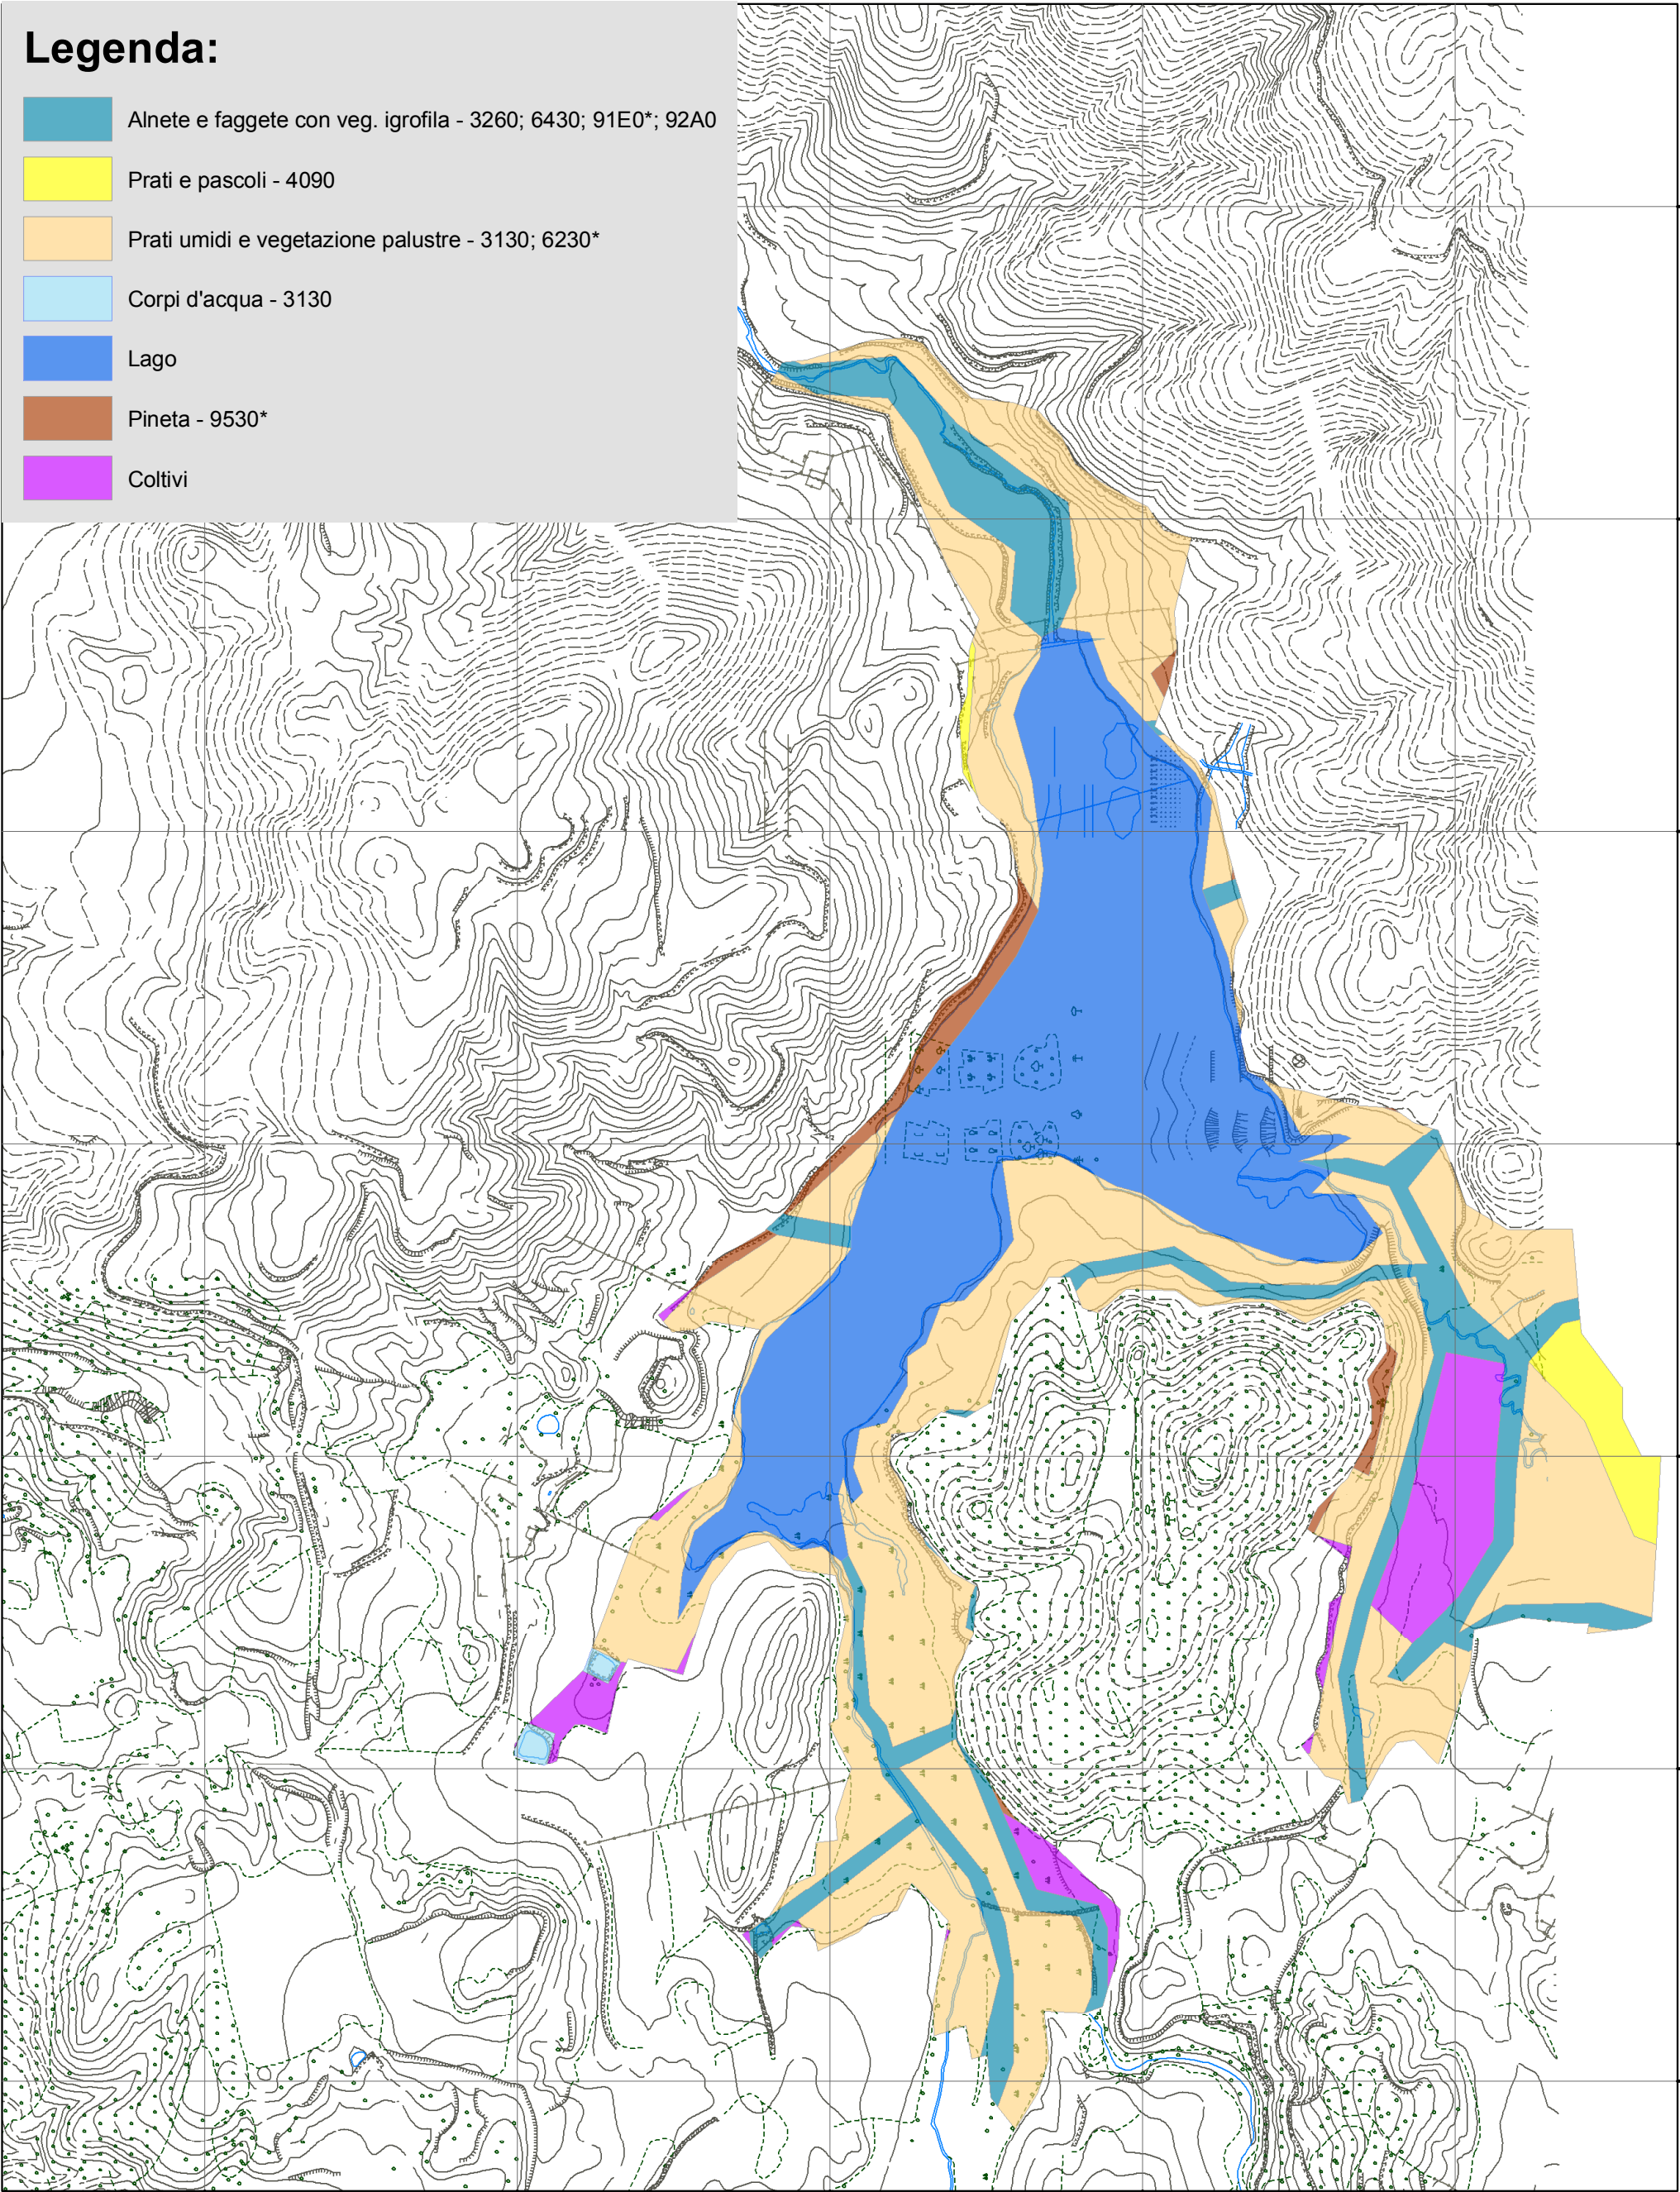 Legenda:
Alnete e faggete con veg. igrofila - 3260; 6430; 91E0*; 92A0
Prati e pascoli - 4090
Prati umidi e vegetazione palustre - 3130; 6230*
Corpi d'acqua - 3130
Lago
Pineta - 9530*
Coltivi